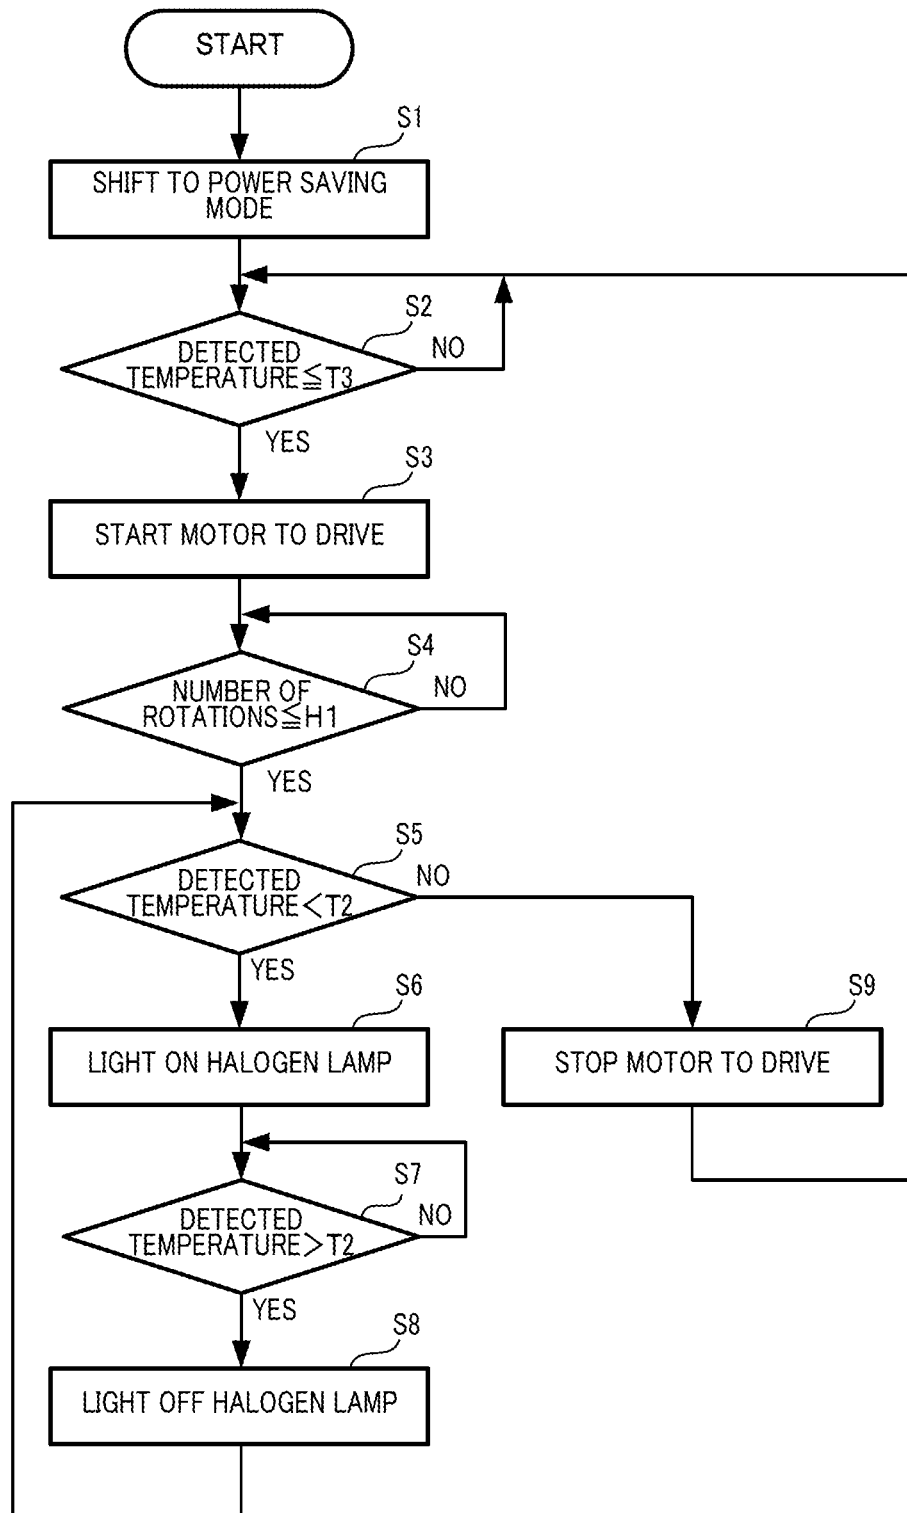 START
S1
SHIFT TO POWER SAVING
MODE
S2
DETECTED
TEMPERATURE≦T3
NO
YES
S3
START MOTOR TO DRIVE
S4
NUMBER OF
ROTATIONS≦H1
NO
YES
S5
DETECTED
TEMPERATURE<T2
NO
YES
S6
LIGHT ON HALOGEN LAMP
S9
STOP MOTOR TO DRIVE
S7
DETECTED
TEMPERATURE>T2
NO
YES
S8
LIGHT OFF HALOGEN LAMP